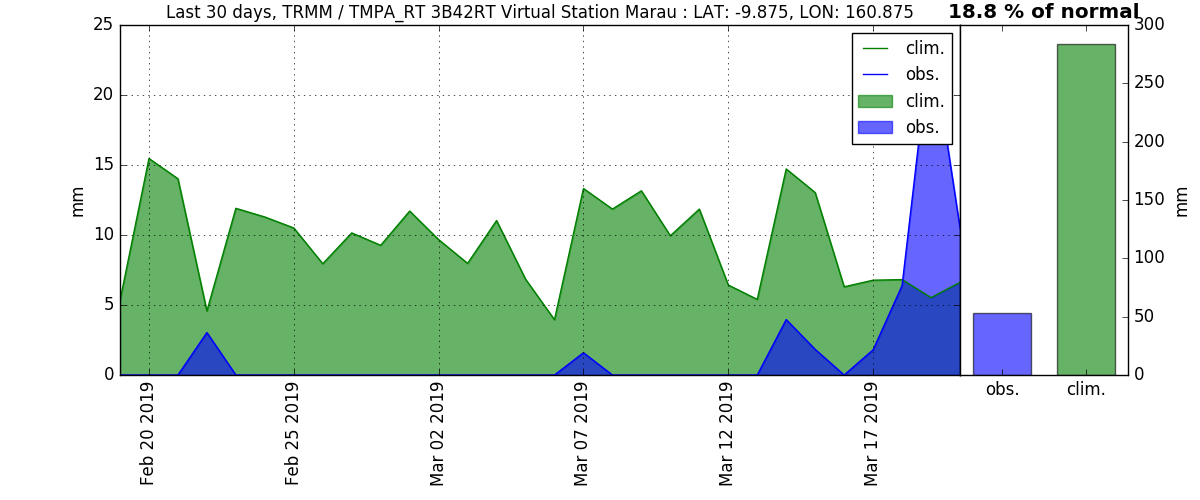 Last 30 days, TRMM / TMPA_RT 3B42RT Virtual Station Marau : LAT: -9.875, LON: 160.875
18.8 % of normal
25
20
15
10
5
0
mm
clim.
obs.
clim.
obs.
300
250
200
150
100
50
0
mm
Feb 20 2019
Feb 25 2019
Mar 02 2019
Mar 07 2019
Mar 12 2019
Mar 17 2019
obs.
clim.